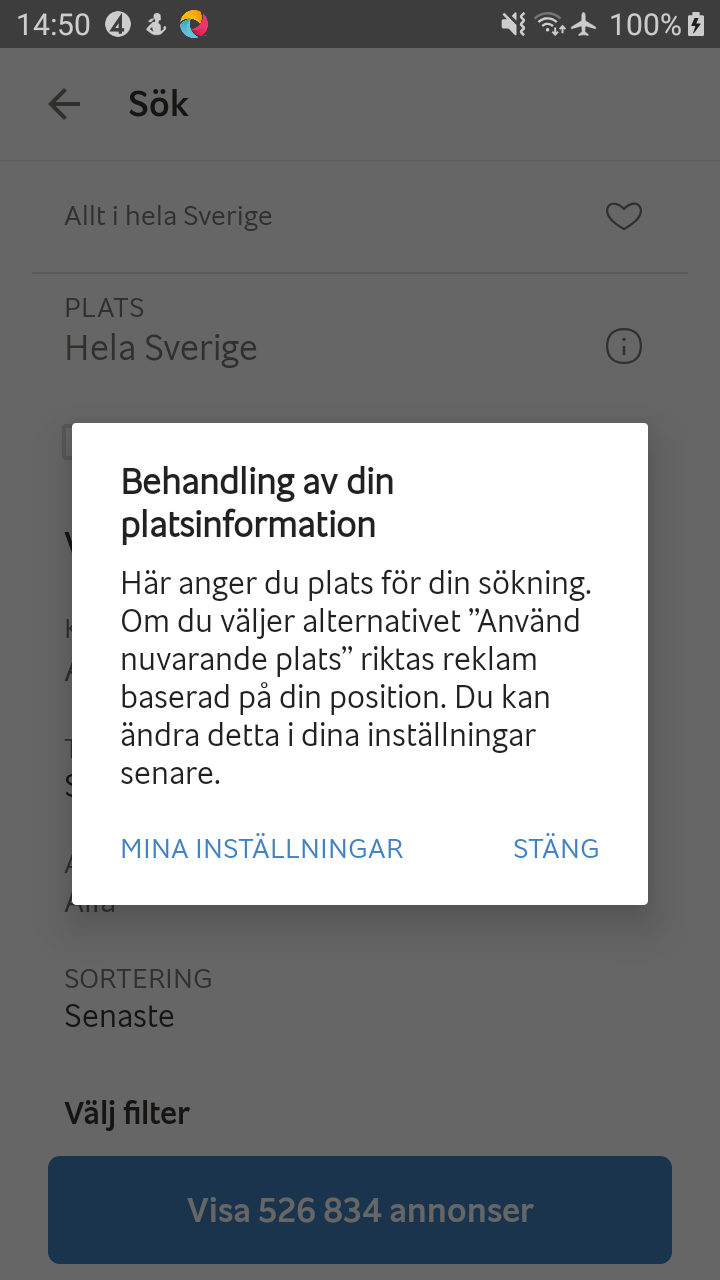 14:50
100%
Sök
Allt i hela Sverige
PLATS
Hela Sverige
Behandling av din
platsinformation
Här anger du plats för din sökning.
Om du väljer alternativet ”Använd
nuvarande plats” riktas reklam
baserad på din position. Du kan
ändra detta i dina inställningar
senare.
MINA INSTÄLLNINGAR
STÄNG
SORTERING
Senaste
Välj filter
Visa 526 834 annonser